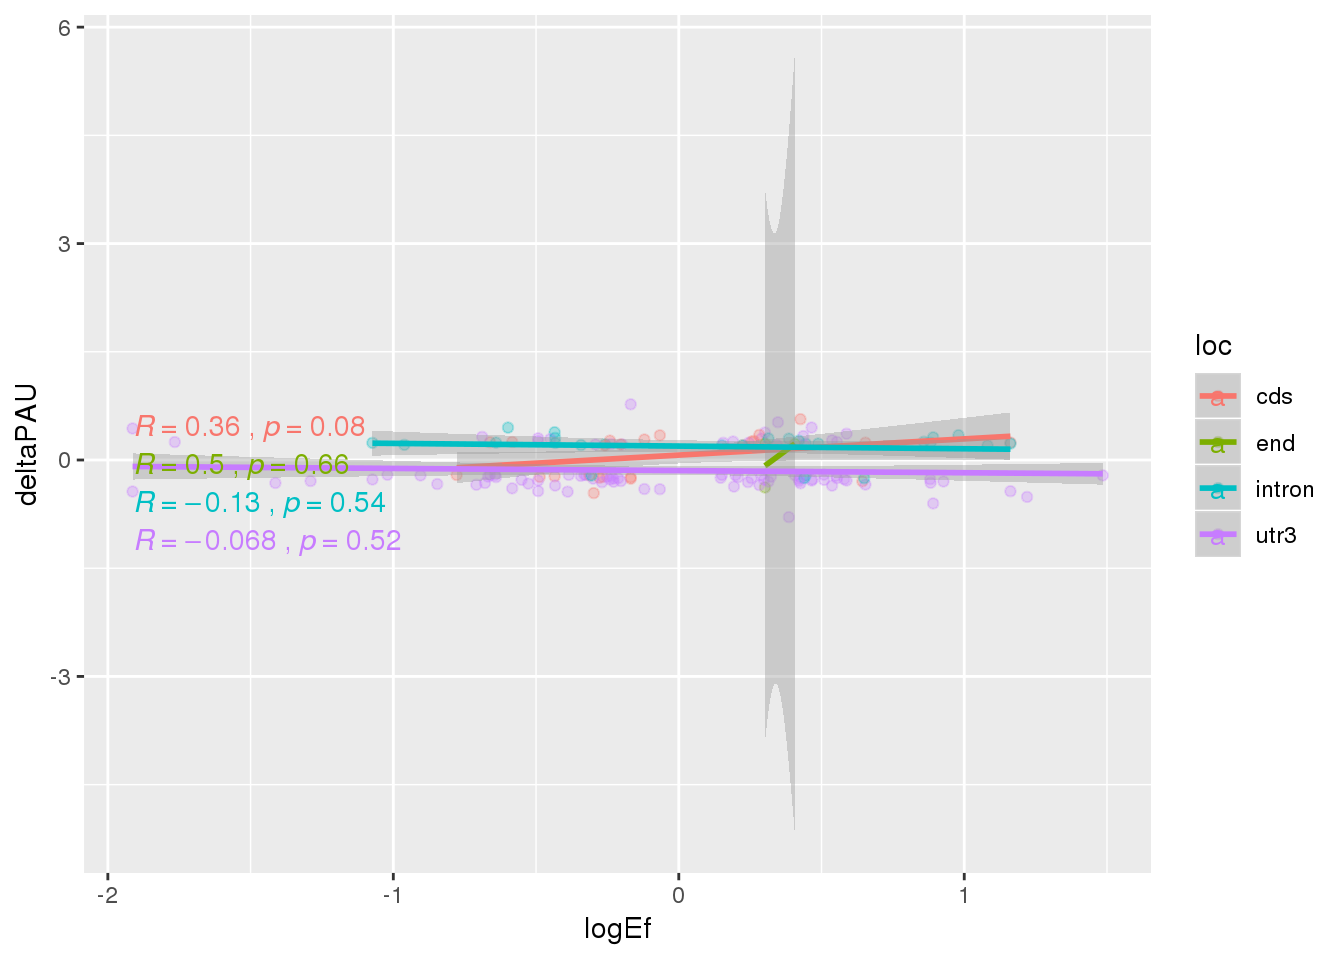 6
3
0
-3
deltaPAU
R = 0.36 , p = 0.08
R = 0.5 , p = 0.66
R = −0.13 , p = 0.54
R = −0.068 , p = 0.52
-2
-1
0
1
logEf
loc
a cds
a end
a intron
a utr3